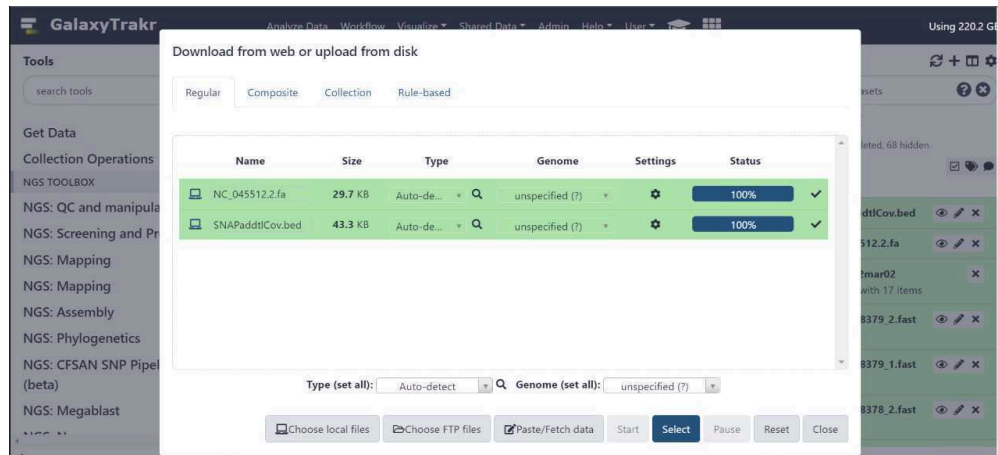 GalaxyTrakr Analyze Data Workflow Visualize Shared Data Admin Help User Using 220.2 GB
Download from web or upload from disk
Tools
search tools
Regular Composite Collection Rule-based
Get Data
Collection Operations
NGS TOOLBOX
NGS: QC and manipula
NGS: Screening and Pr
NGS: Mapping
NGS: Mapping
NGS: Assembly
NGS: Phylogenetics
NGS: CFSAN SNP Pipel
(beta)
NGS: Megablast
Name Size Type Genome Settings Status
NC_045512.2.fa 29.7 KB Auto-de... unspecified (?) 100%
SNAPaddtlCov.bed 43.3 KB Auto-de... unspecified (?) 100%
Type (set all): Auto-detect Genome (set all): unspecified (?)
Choose local files Choose FTP files Paste/Fetch data Start Select Pause Reset Close
asets
leted, 68 hidden
dtlCov.bed
512.2.fa
2mar02
with 17 items
8379_2.fast
8379_1.fast
8378_2.fast